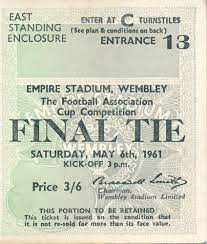 EAST
STANDING
ENCLOSURE
ENTER AT C TURNSTILES
(See plan & conditions on back)
ENTRANCE 13
EMPIRE STADIUM, WEMBLEY
The Football Association
Cup Competition
FINAL TIE
SATURDAY, MAY 6th, 1961
KICK-OFF 3 p.m.
Price 3/6
Chairman,
Wembley Stadium Limited
THIS PORTION TO BE RETAINED
This ticket is issued on the condition that it
is not re-sold for more than its face value.